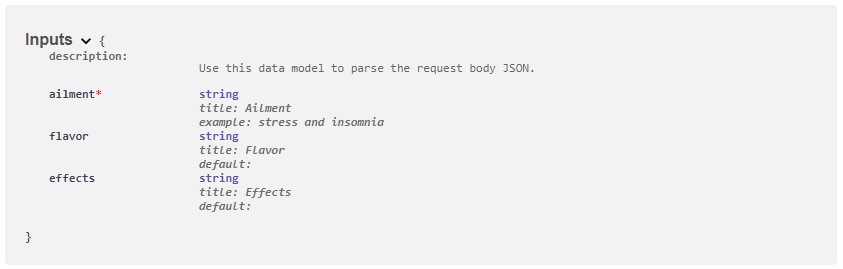 Inputs {
description:
Use this data model to parse the request body JSON.
ailment* string
title: Ailment
example: stress and insomnia
flavor string
title: Flavor
default:
effects string
title: Effects
default:
}